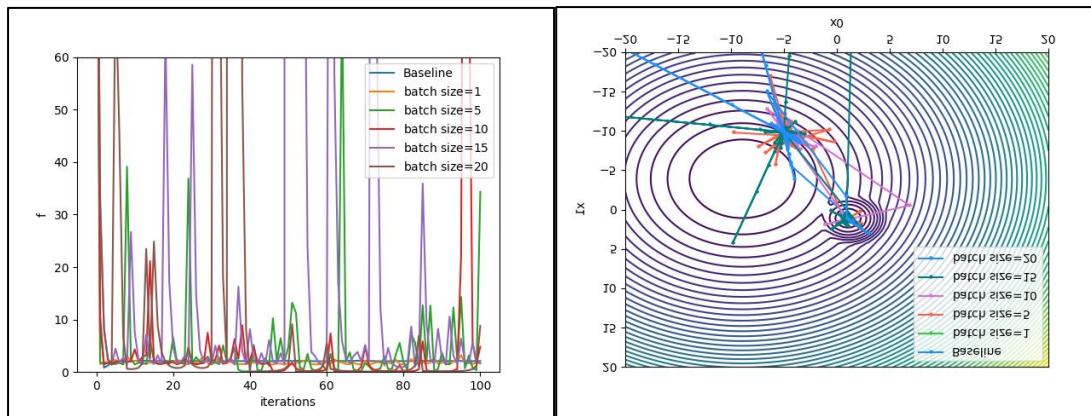 60
50
40
30
20
10
0
f
0 20 40 60 80 100
iterations
Baseline
batch size=1
batch size=5
batch size=10
batch size=15
batch size=20
x0
−20 −15 −10 −5 0 5 10 15 20
−20
−15
−10
−5
0
5
10
15
20
x1
batch size=20
batch size=15
batch size=10
batch size=5
batch size=1
Baseline